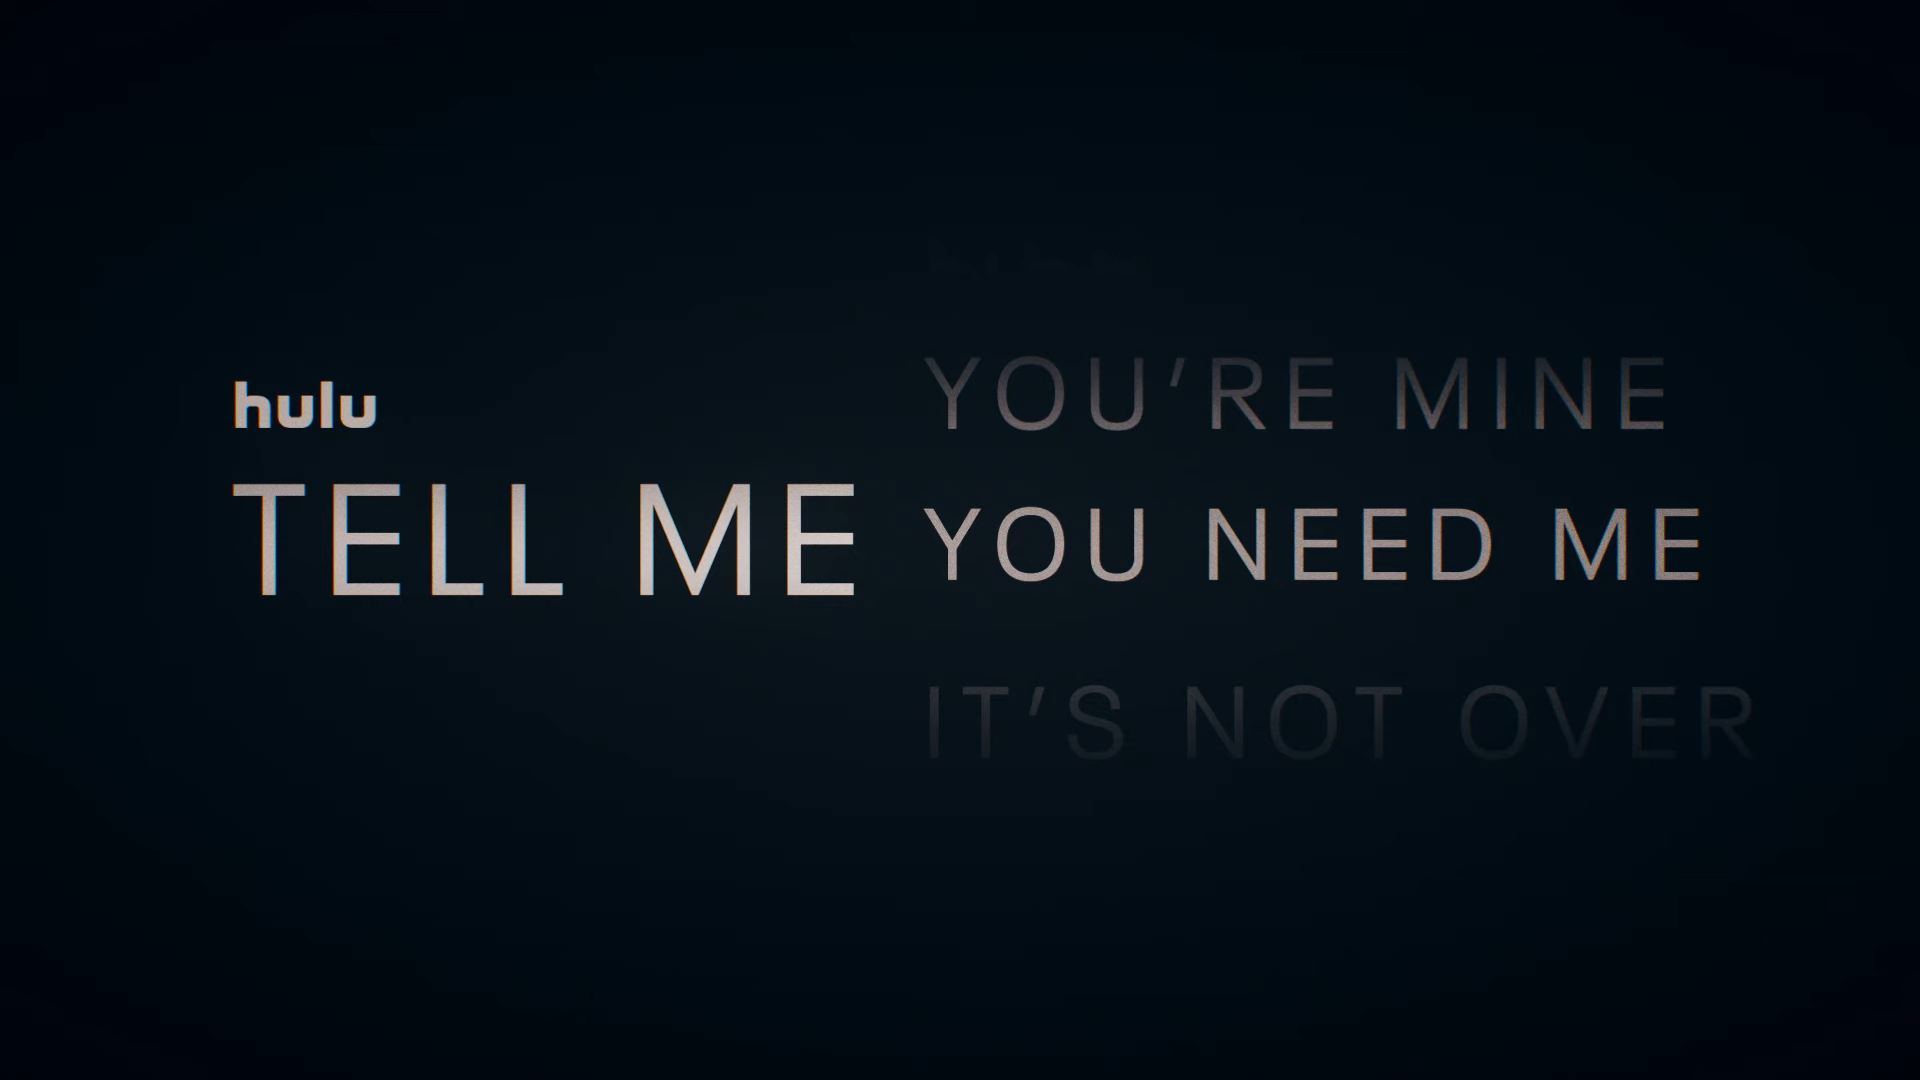 hulu
TELL ME
YOU'RE MINE
YOU NEED ME
IT'S NOT OVER